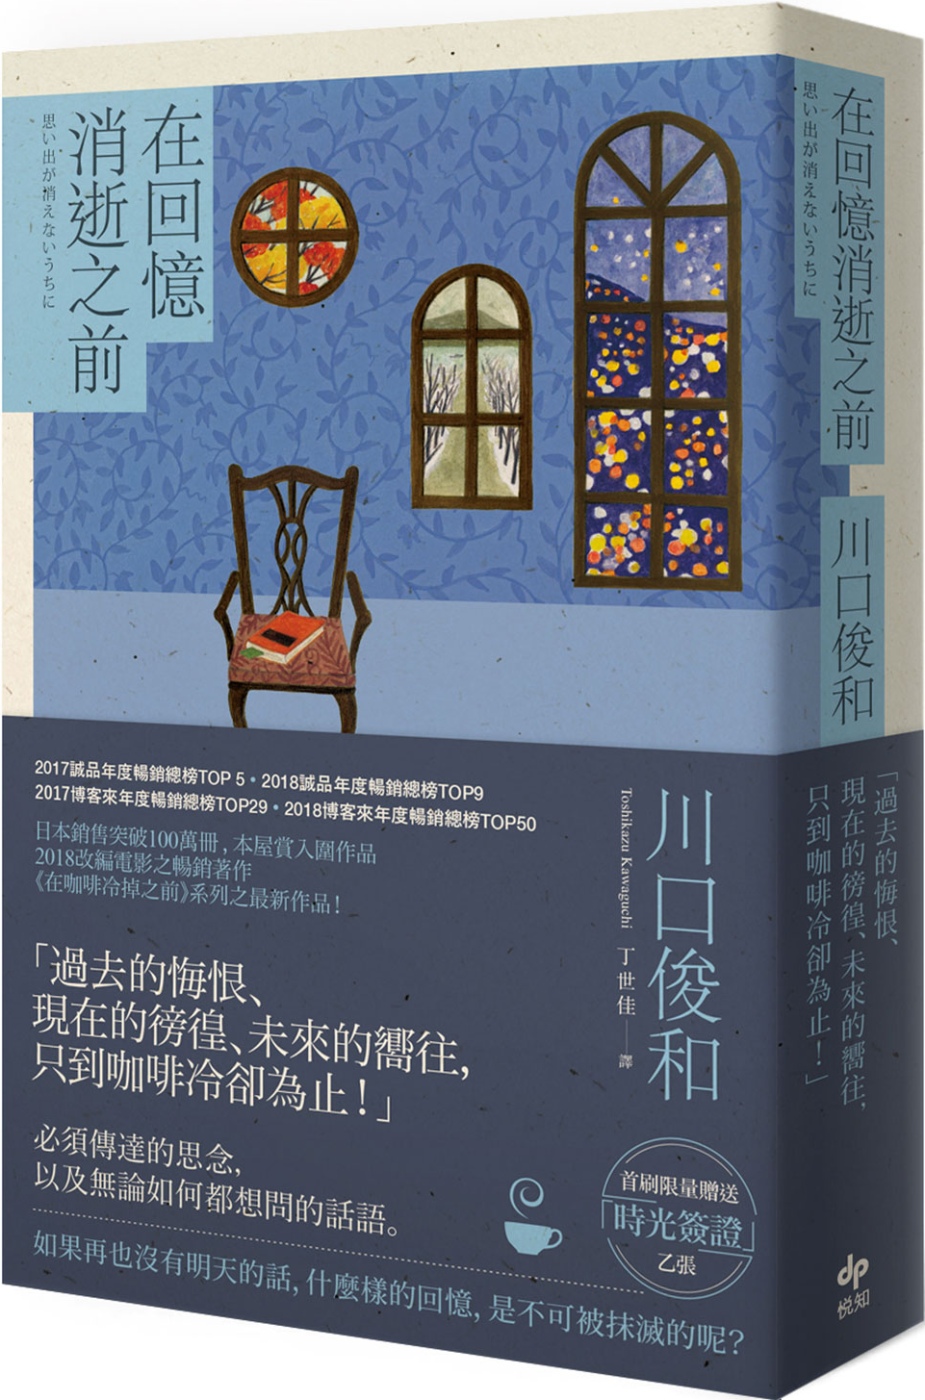 在回憶
消逝之前
思い出が消えないうちに
2017誠品年度暢銷總榜TOP 5・2018誠品年度暢銷總榜TOP9
2017博客來年度暢銷總榜TOP29・2018博客來年度暢銷總榜TOP50
日本銷售突破100萬冊，本屋賞入圍作品
2018改編電影之暢銷著作
《在咖啡冷掉之前》系列之最新作品！
「過去的悔恨、
現在的徬徨、未來的嚮往，
只到咖啡冷卻為止！」
必須傳達的思念，
以及無論如何都想問的話語。
如果再也沒有明天的話，什麼樣的回憶，是不可被抹滅的呢？
川口俊和
Toshikazu Kawaguchi
丁世佳——譯
首刷限量贈送
「時光簽證」
乙張
在回憶消逝之前
思い出が消えないうちに
川口俊和
「過去的悔恨、
現在的徬徨、未來的嚮往，
只到咖啡冷卻為止！」
dp
悦知